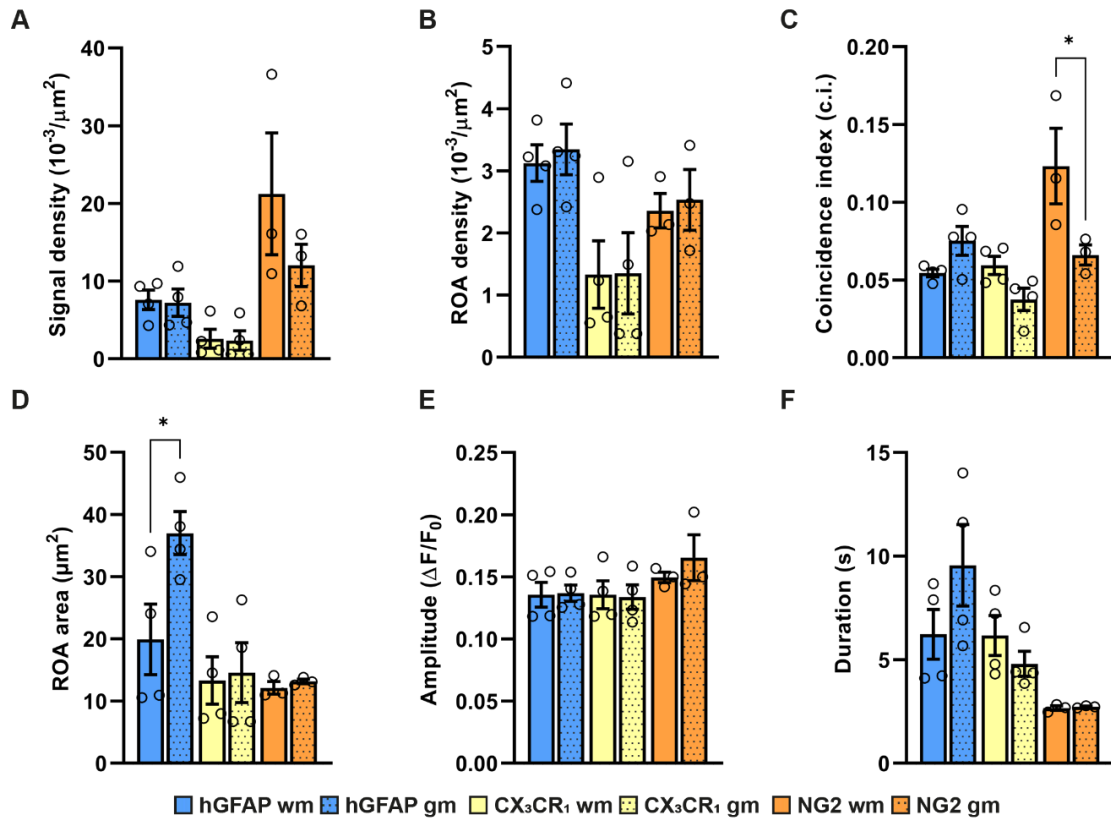 A
Signal density (10⁻³/µm²)
40
30
20
10
0
B
ROA density (10⁻³/µm²)
5
4
3
2
1
0
C
Coincidence index (c.i.)
0.20
0.15
0.10
0.05
0.00
*
D
ROA area (µm²)
50
40
30
20
10
0
*
E
Amplitude (ΔF/F₀)
0.25
0.20
0.15
0.10
0.05
0.00
F
Duration (s)
15
10
5
0
hGFAP wm hGFAP gm CX₃CR₁ wm CX₃CR₁ gm NG2 wm NG2 gm